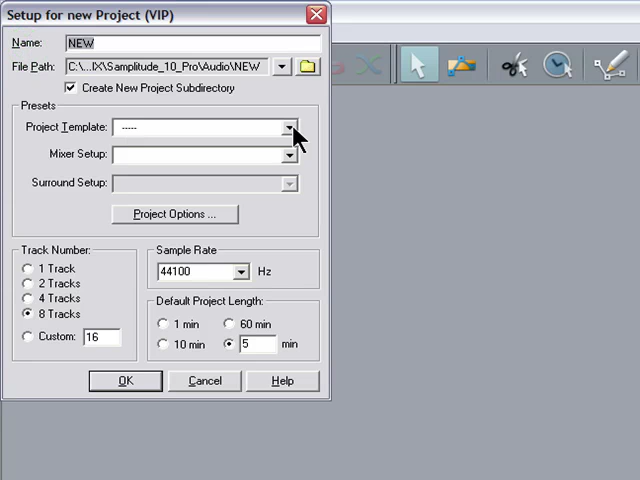 Setup for new Project (VIP)
Name: NEW
File Path: C:\...IX\Samplitude_10_Pro\Audio\NEW
Create New Project Subdirectory
Presets
Project Template: -----
Mixer Setup:
Surround Setup:
Project Options ...
Track Number:
1 Track
2 Tracks
4 Tracks
8 Tracks
Custom: 16
Sample Rate
44100 Hz
Default Project Length:
1 min 60 min
10 min 5 min
OK Cancel Help